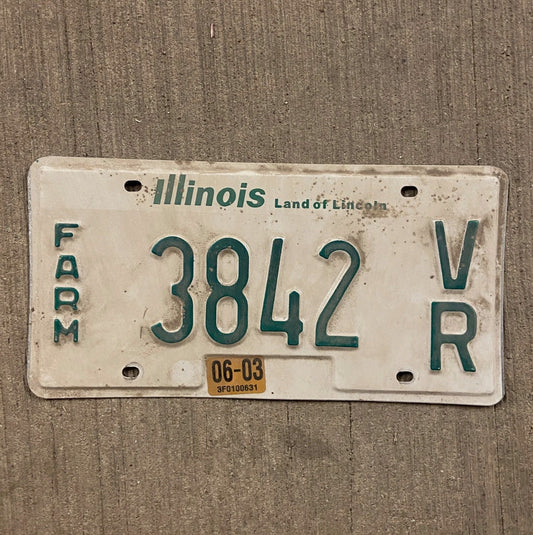 Illinois Land of Lincoln
FARM
3842
VR
06-03
3F0100631